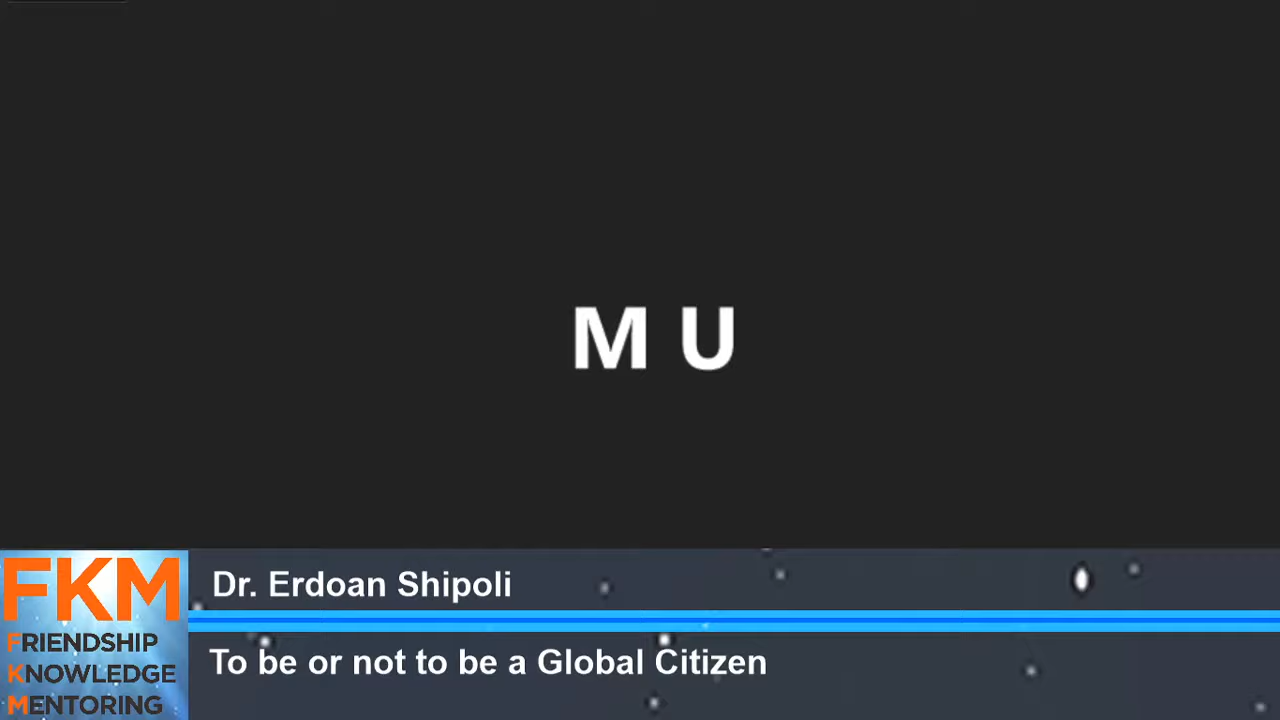 M U
Dr. Erdoan Shipoli
To be or not to be a Global Citizen
FKM
FRIENDSHIP
KNOWLEDGE
MENTORING